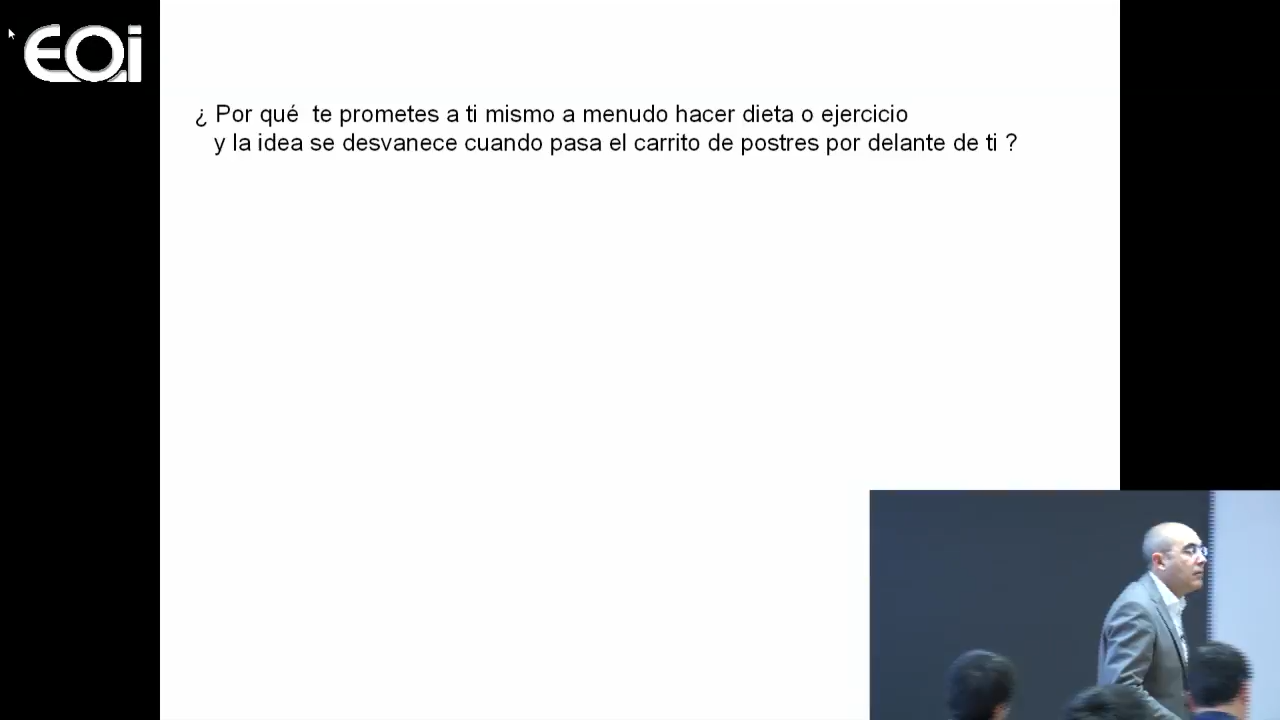 EOi
¿ Por qué  te prometes a ti mismo a menudo hacer dieta o ejercicio
y la idea se desvanece cuando pasa el carrito de postres por delante de ti ?